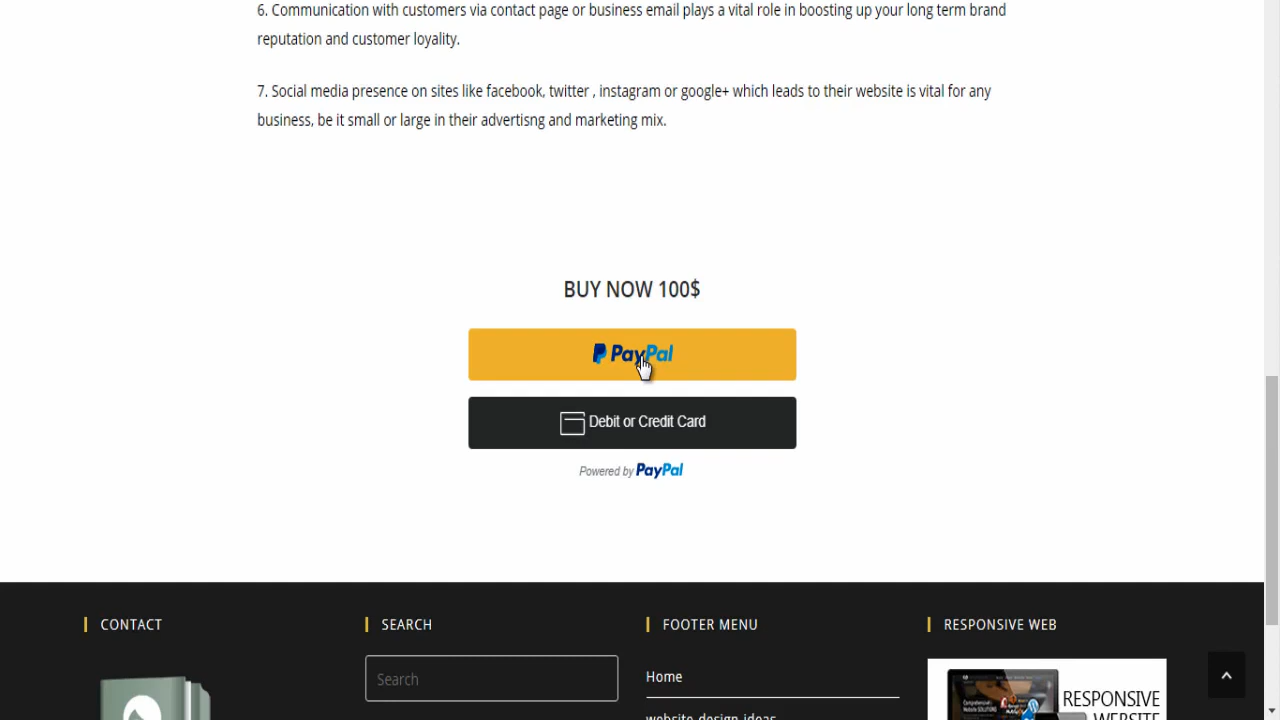 6. Communication with customers via contact page or business email plays a vital role in boosting up your long term brand
reputation and customer loyality.
7. Social media presence on sites like facebook, twitter , instagram or google+ which leads to their website is vital for any
business, be it small or large in their advertisng and marketing mix.
BUY NOW 100$
PayPal
Debit or Credit Card
Powered by PayPal
CONTACT
SEARCH
FOOTER MENU
RESPONSIVE WEB
Search
Home
RESPONSIVE
WEBSITE
website design ideas